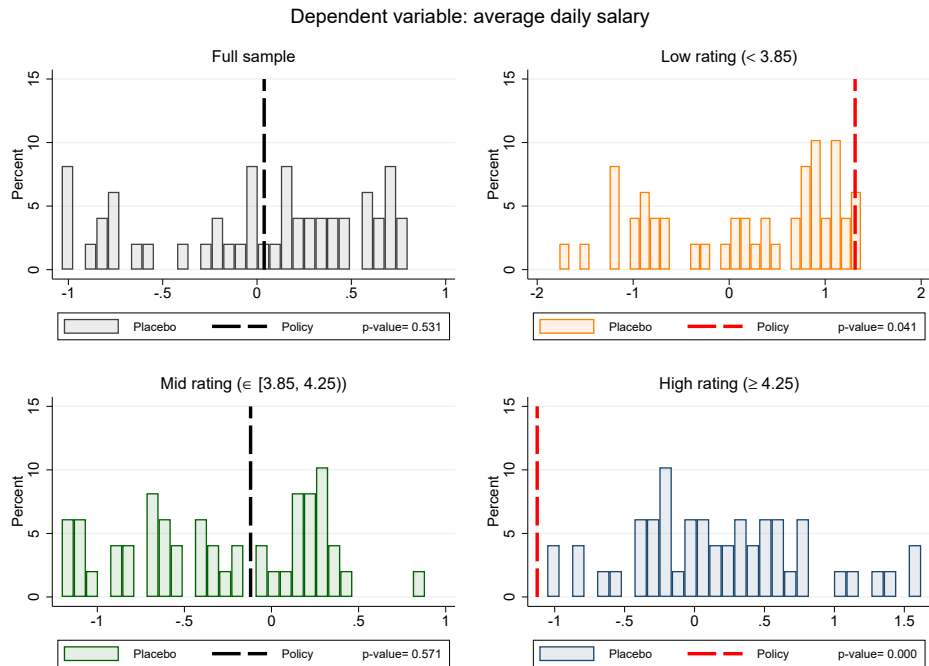 Dependent variable: average daily salary
Full sample
Percent
15
10
5
0
-1 -.5 0 .5 1
Placebo Policy p-value= 0.531
Low rating (< 3.85)
Percent
15
10
5
0
-2 -1 0 1 2
Placebo Policy p-value= 0.041
Mid rating (∈ [3.85, 4.25))
Percent
15
10
5
0
-1 -.5 0 .5 1
Placebo Policy p-value= 0.571
High rating (≥ 4.25)
Percent
15
10
5
0
-1 -.5 0 .5 1 1.5
Placebo Policy p-value= 0.000